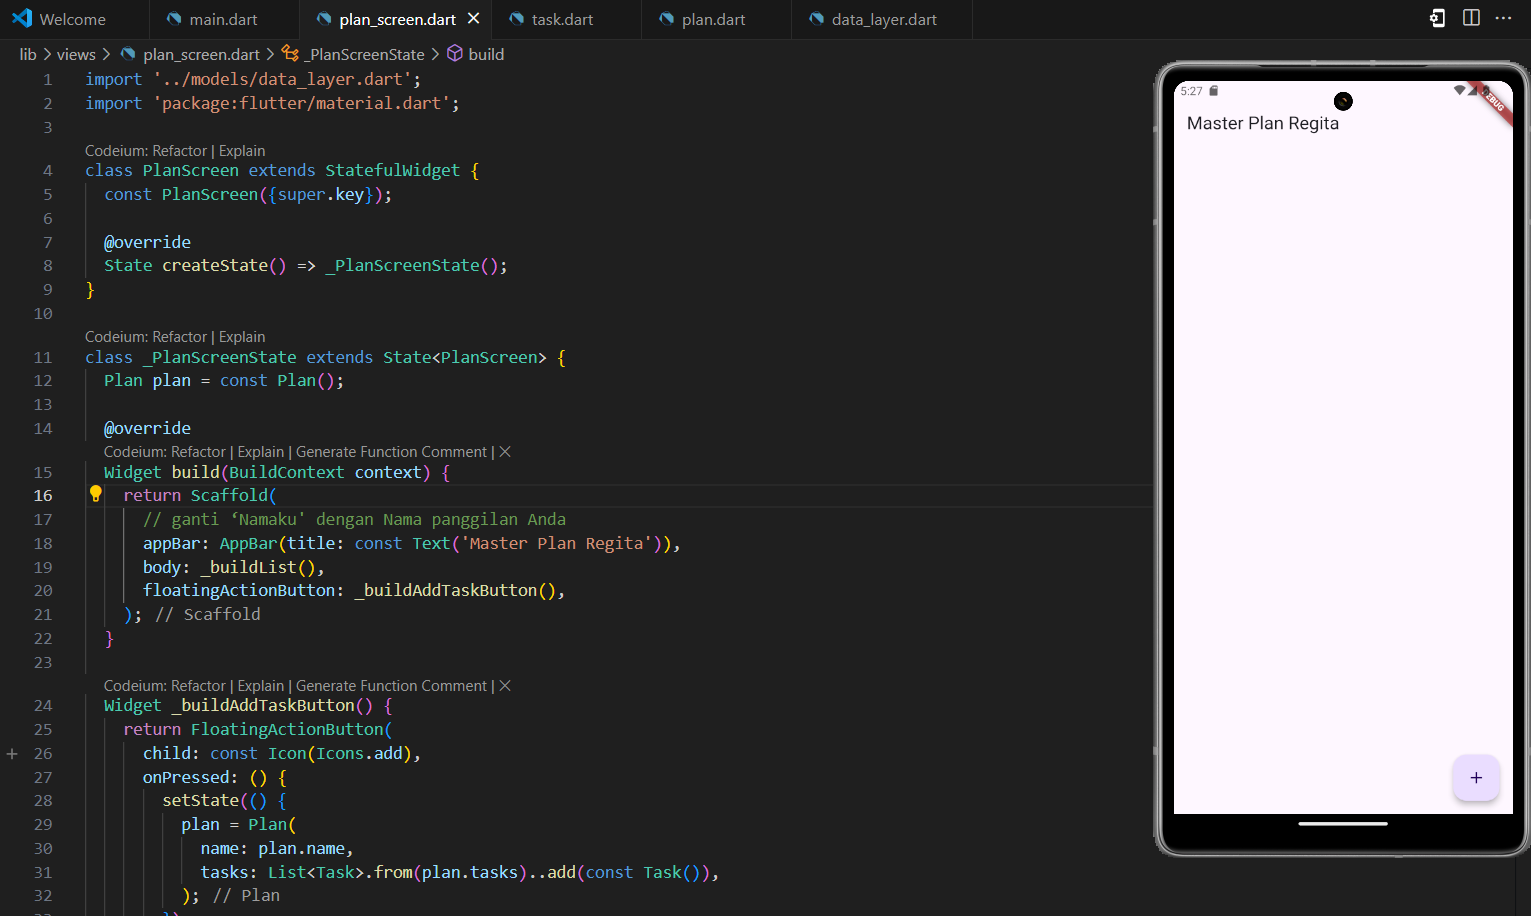 Welcome main.dart plan_screen.dart task.dart plan.dart data_layer.dart
lib > views > plan_screen.dart > _PlanScreenState > build
1 import '../models/data_layer.dart';
2 import 'package:flutter/material.dart';
3
Codeium: Refactor | Explain
4 class PlanScreen extends StatefulWidget {
5 const PlanScreen({super.key});
6
7 @override
8 State createState() => _PlanScreenState();
9 }
10
Codeium: Refactor | Explain
11 class _PlanScreenState extends State<PlanScreen> {
12 Plan plan = const Plan();
13
14 @override
Codeium: Refactor | Explain | Generate Function Comment | X
15 Widget build(BuildContext context) {
16 return Scaffold(
17 // ganti ‘Namaku' dengan Nama panggilan Anda
18 appBar: AppBar(title: const Text('Master Plan Regita')),
19 body: _buildList(),
20 floatingActionButton: _buildAddTaskButton(),
21 ); // Scaffold
22 }
23
Codeium: Refactor | Explain | Generate Function Comment | X
24 Widget _buildAddTaskButton() {
25 return FloatingActionButton(
26 child: const Icon(Icons.add),
27 onPressed: () {
28 setState(() {
29 plan = Plan(
30 name: plan.name,
31 tasks: List<Task>.from(plan.tasks)..add(const Task()),
32 ); // Plan
5:27
Master Plan Regita